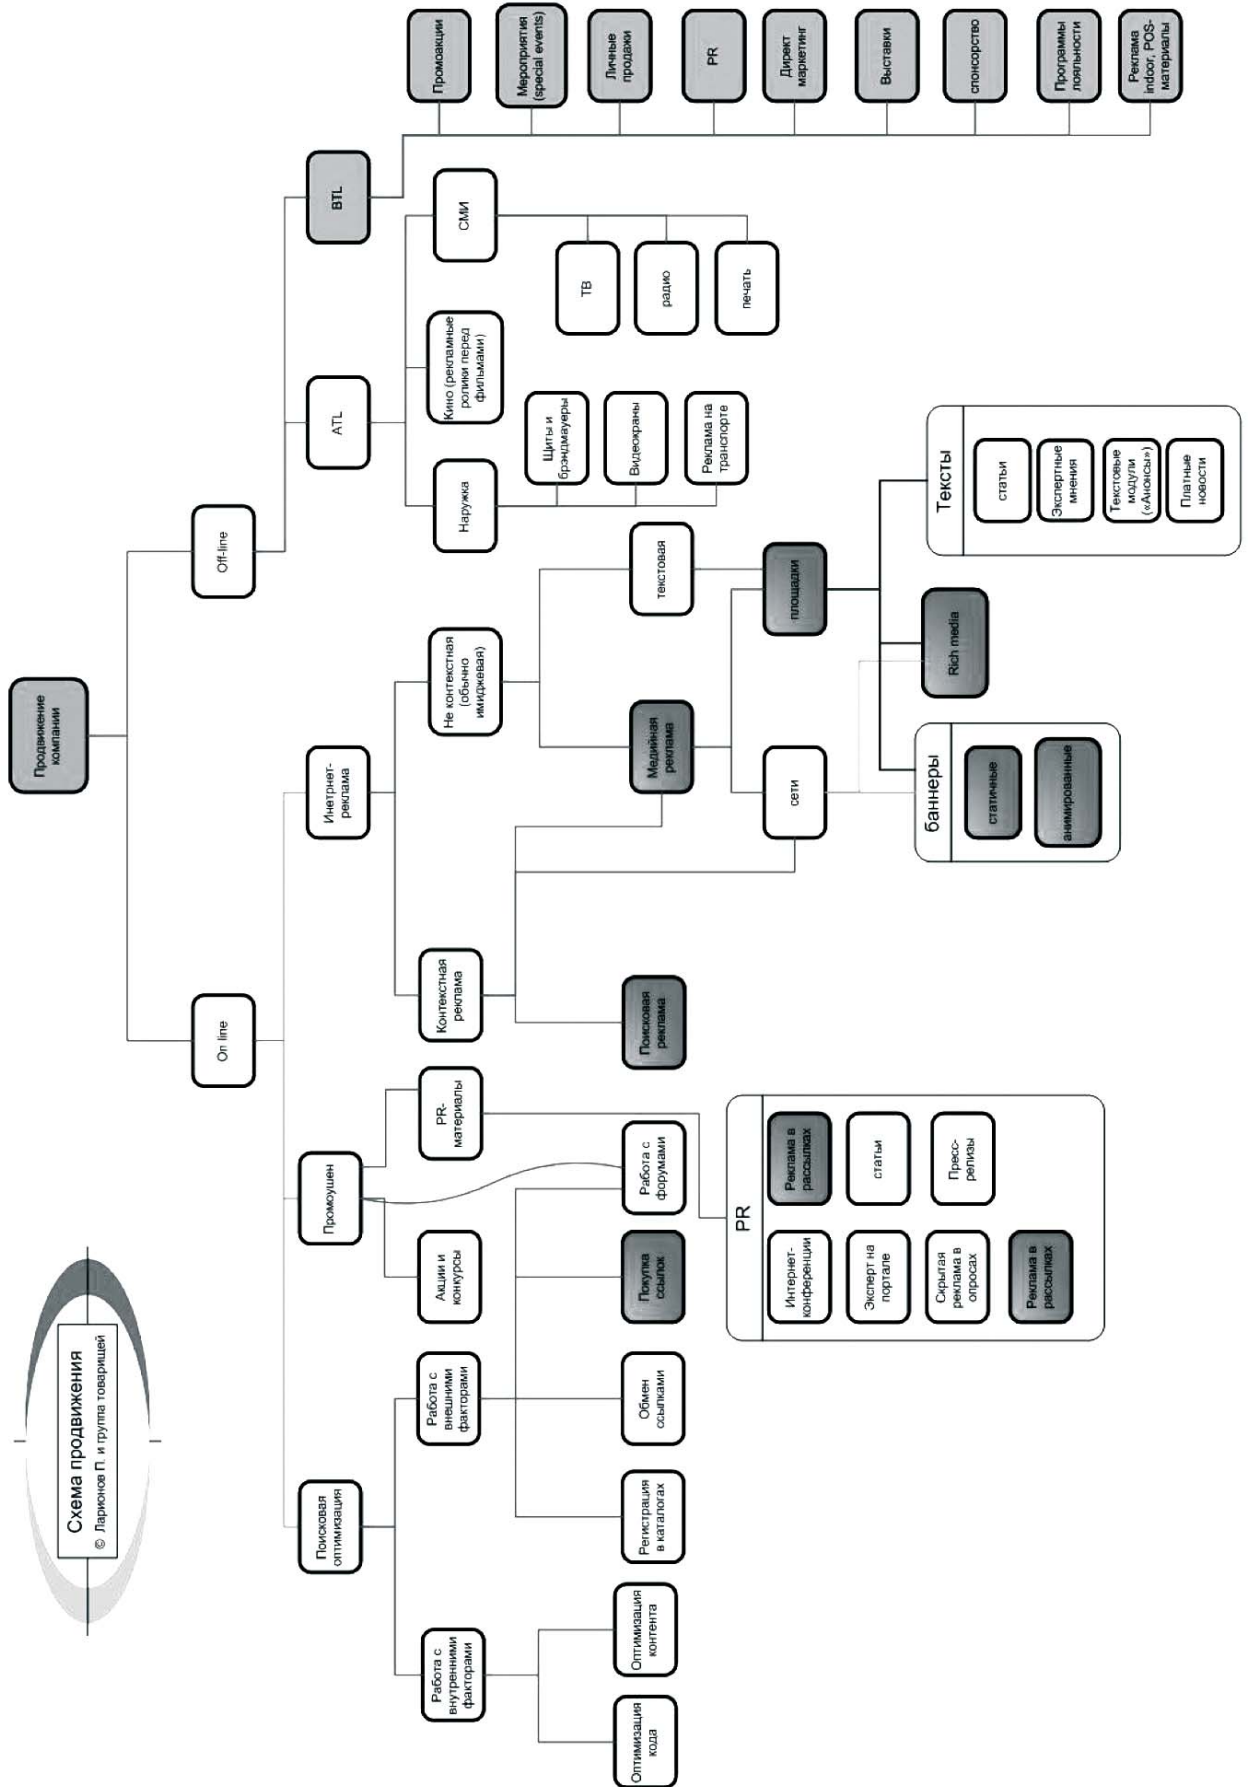 Схема продвижения
© Ларионов П. и группа товарищей
Продвижение
компании
On line
Off-line
Поисковая
оптимизация
Промоушен
Инетрнет-
реклама
ATL
BTL
Работа с
внутренними
факторами
Работа с
внешними
факторами
Акции и
конкурсы
PR-
материалы
Контекстная
реклама
Не контекстная
(обычно
имиджевая)
Наружка
Кино (рекламные
ролики перед
фильмами)
СМИ
Оптимизация
кода
Оптимизация
контента
Регистрация
в каталогах
Обмен
ссылками
Покупка
ссылок
Работа с
форумами
Поисковая
реклама
Медийная
реклама
текстовая
Щиты и
брэндмауеры
Видеокраны
Реклама на
транспорте
ТВ
радио
печать
Промоакции
Мероприятия
(special events)
Личные
продажи
PR
Директ
маркетинг
Выставки
спонсорство
Программы
лояльности
Реклама
indoor, POS-
материалы
сети
площадки
PR
Интернет-
конференции
Реклама в
рассылках
Эксперт на
портале
статьи
Скрытая
реклама в
опросах
Пресс-
релизы
Реклама в
рассылках
баннеры
статичные
анимированные
Rich media
Тексты
статьи
Экспертные
мнения
Текстовые
модули
(«Анонсы»)
Платные
новости